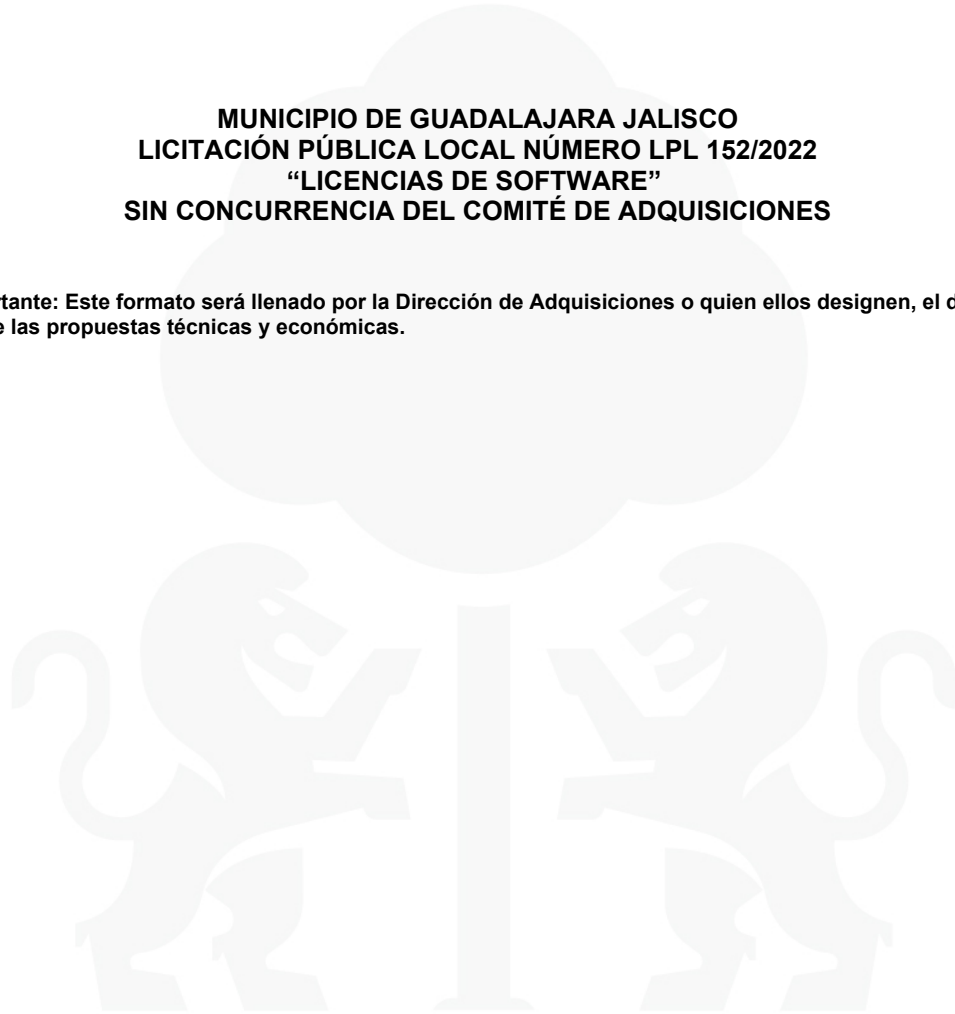 MUNICIPIO DE GUADALAJARA JALISCO
LICITACIÓN PÚBLICA LOCAL NÚMERO LPL 152/2022
“LICENCIAS DE SOFTWARE”
SIN CONCURRENCIA DEL COMITÉ DE ADQUISICIONES
Este formato será llenado por la Dirección de Adquisiciones o quien ellos designen, el
las propuestas técnicas y económicas.